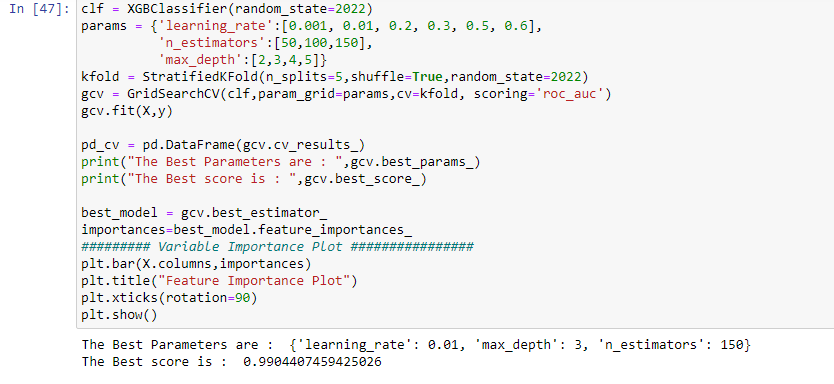 In [47]: clf = XGBClassifier(random_state=2022)
params = {'learning_rate':[0.001, 0.01, 0.2, 0.3, 0.5, 0.6],
'n_estimators':[50,100,150],
'max_depth':[2,3,4,5]}
kfold = StratifiedKFold(n_splits=5,shuffle=True,random_state=2022)
gcv = GridSearchCV(clf,param_grid=params,cv=kfold, scoring='roc_auc')
gcv.fit(X,y)
pd_cv = pd.DataFrame(gcv.cv_results_)
print("The Best Parameters are : ",gcv.best_params_)
print("The Best score is : ",gcv.best_score_)
best_model = gcv.best_estimator_
importances=best_model.feature_importances_
######### Variable Importance Plot ################
plt.bar(X.columns,importances)
plt.title("Feature Importance Plot")
plt.xticks(rotation=90)
plt.show()
The Best Parameters are :  {'learning_rate': 0.01, 'max_depth': 3, 'n_estimators': 150}
The Best score is :  0.9904407459425026